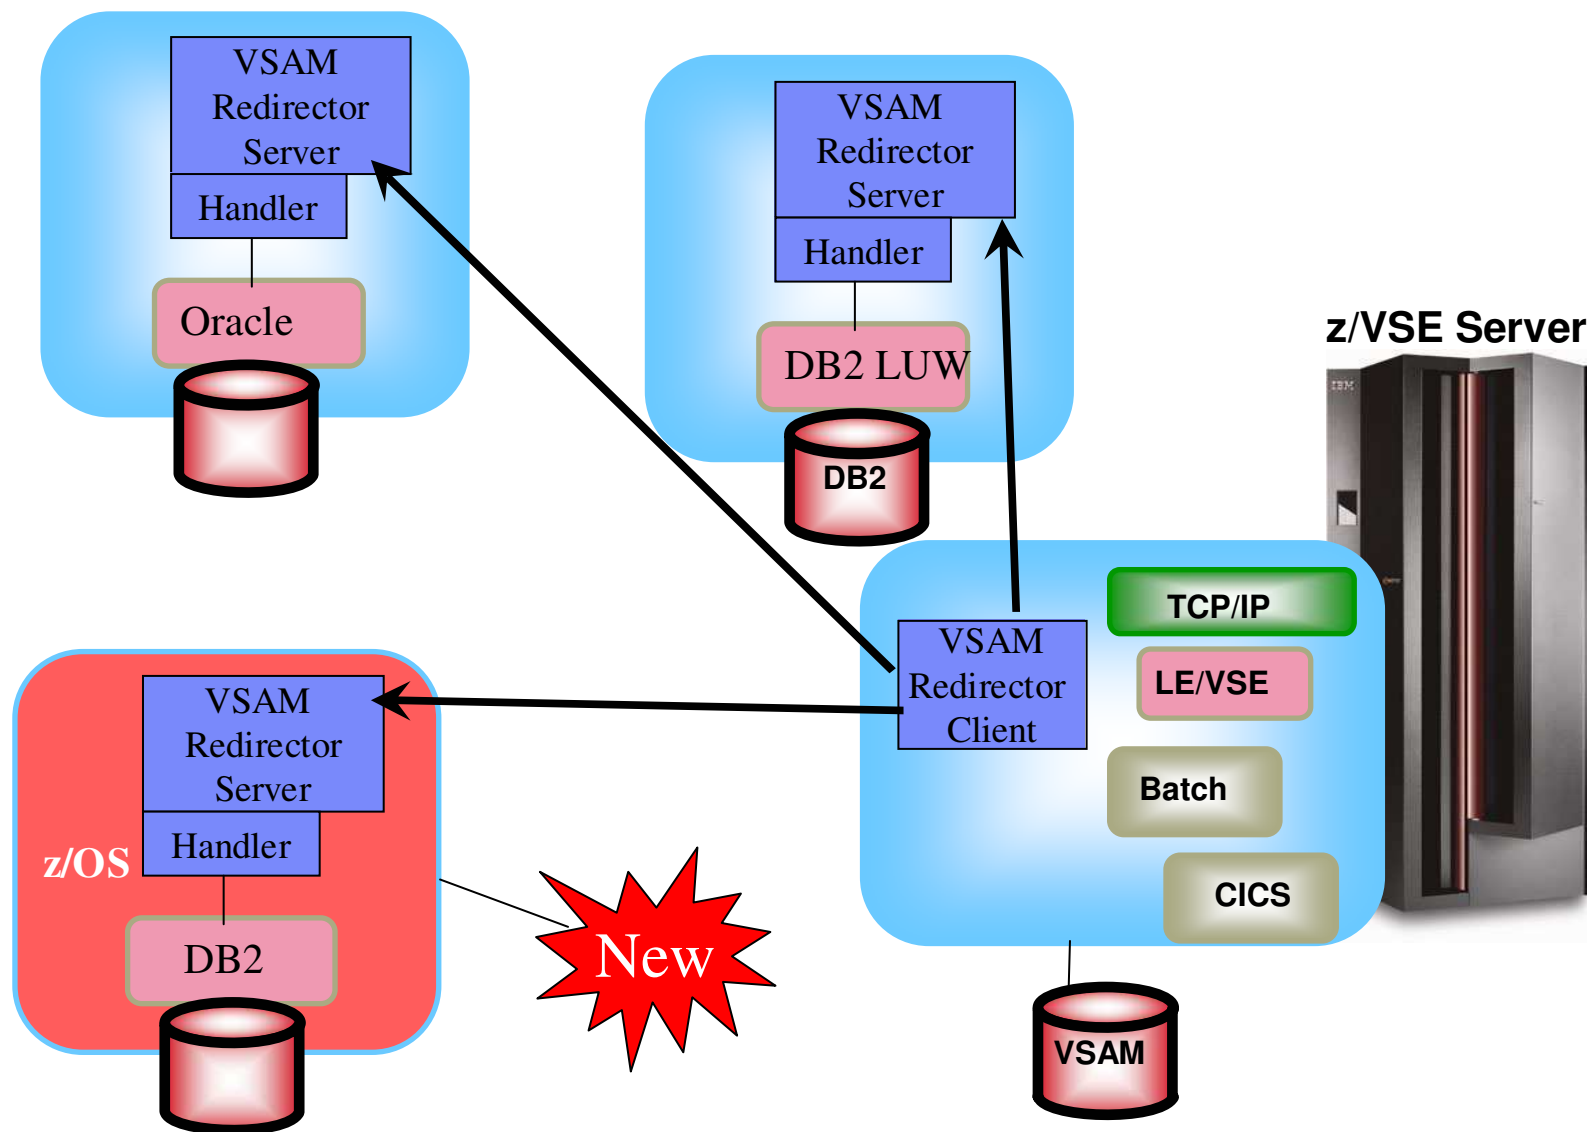 VSAM
Redirector
Server
Handler
Oracle
VSAM
Redirector
Server
Handler
DB2 LUW
DB2
z/VSE Server
IBM
TCP/IP
LE/VSE
Batch
CICS
VSAM
Redirector
Client
VSAM
VSAM
Redirector
Server
Handler
z/OS
DB2
New